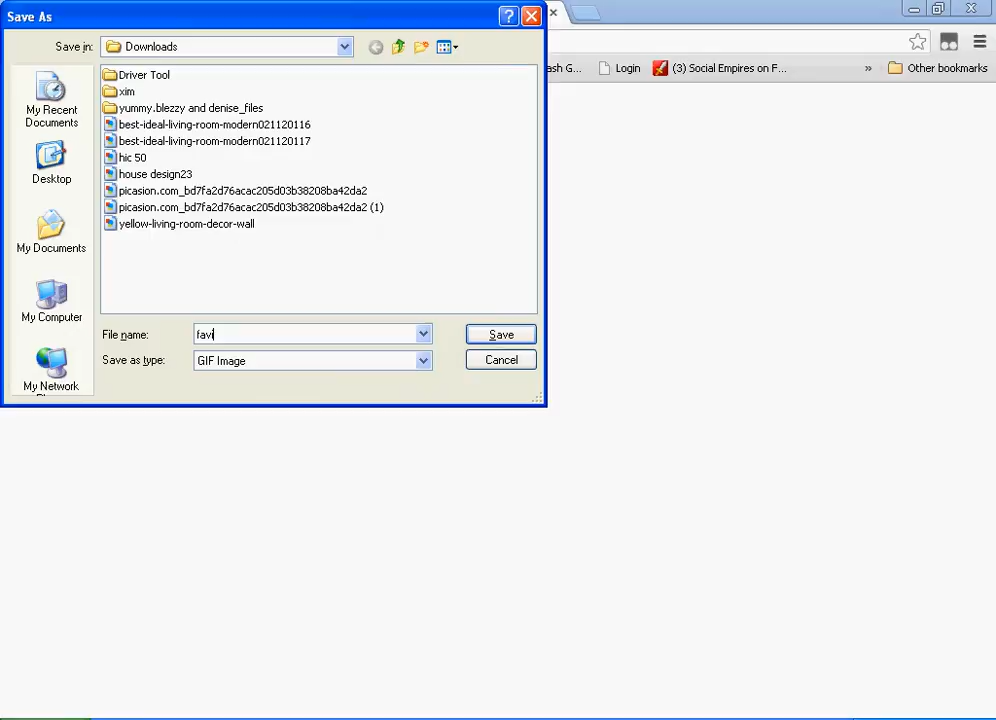 Save As
Save in: Downloads
My Recent Documents
Desktop
My Documents
My Computer
My Network
Driver Tool
xim
yummy.blezzy and denise_files
best-ideal-living-room-modern021120116
best-ideal-living-room-modern021120117
hic 50
house design23
picasion.com_bd7fa2d76acac205d03b38208ba42da2
picasion.com_bd7fa2d76acac205d03b38208ba42da2 (1)
yellow-living-room-decor-wall
File name: favi
Save
Save as type: GIF Image
Cancel
ash G... Login (3) Social Empires on F... » Other bookmarks